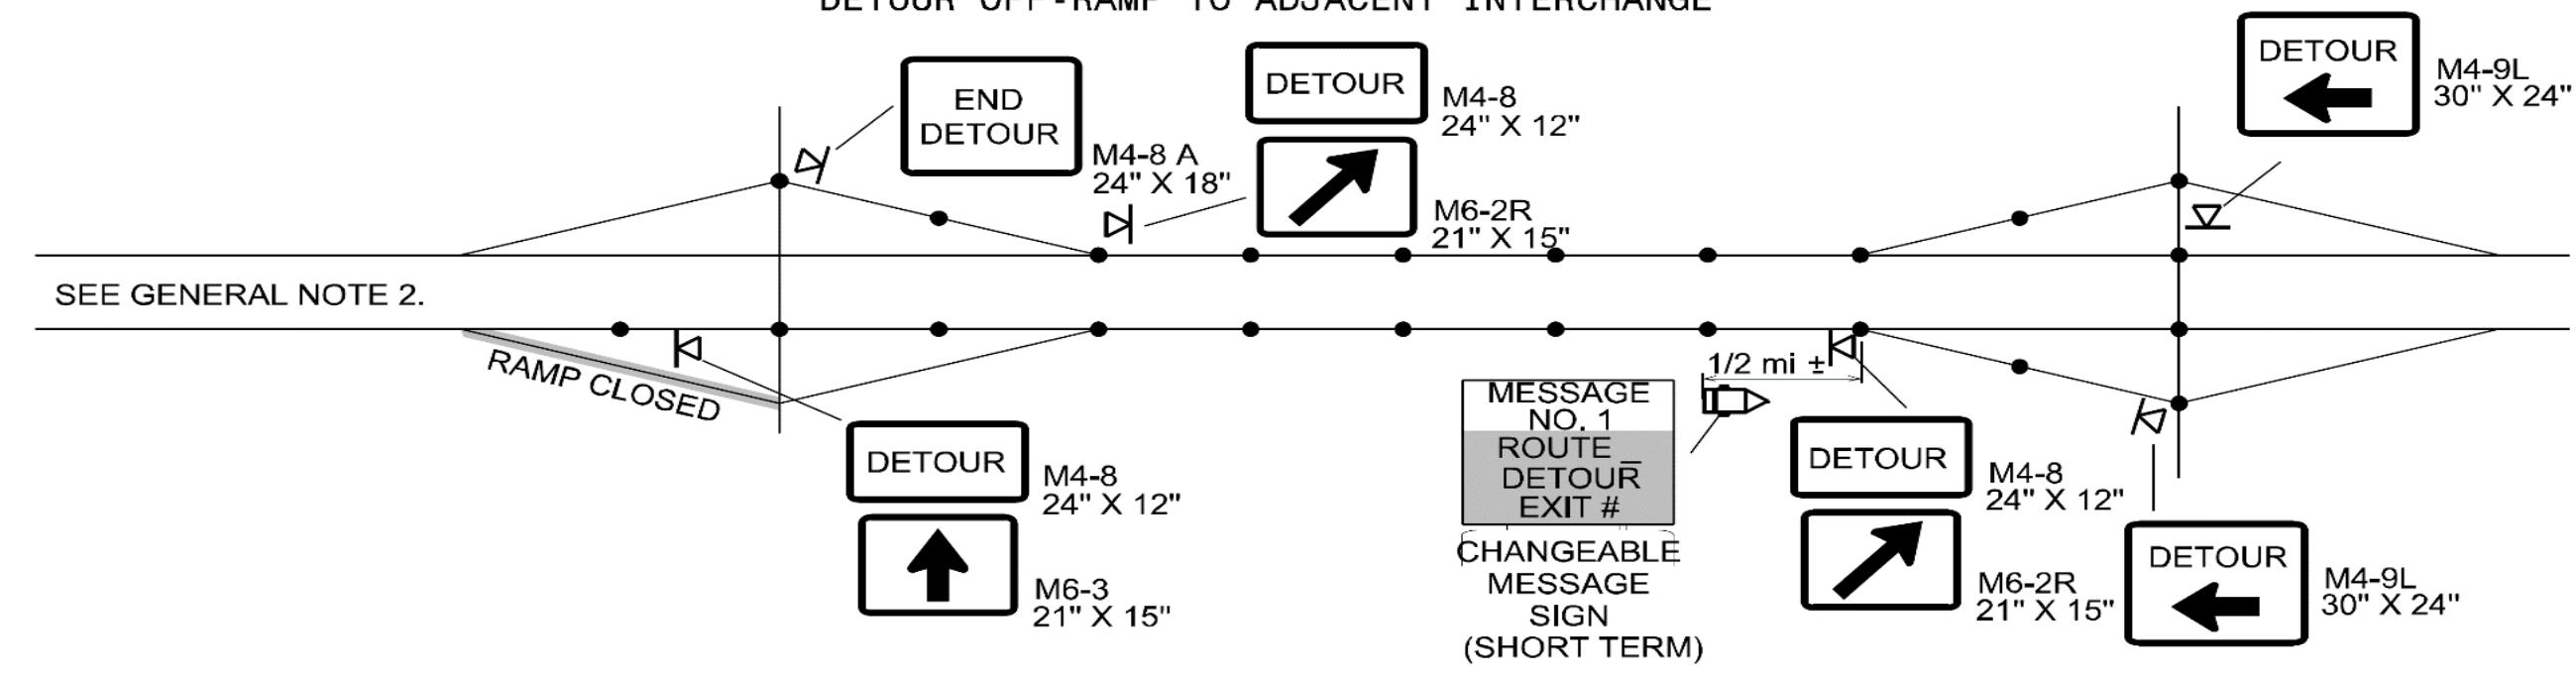 DETOUR OFF-RAMP TO ADJACENT INTERCHANGE
END
DETOUR
M4-8 A
24" X 18"
DETOUR
M4-8
24" X 12"
M6-2R
21" X 15"
DETOUR
M4-9L
30" X 24"
SEE GENERAL NOTE 2.
RAMP CLOSED
DETOUR
M4-8
24" X 12"
M6-3
21" X 15"
1/2 mi ±
MESSAGE
NO. 1
ROUTE _
DETOUR
EXIT #
CHANGEABLE
MESSAGE
SIGN
(SHORT TERM)
DETOUR
M4-8
24" X 12"
M6-2R
21" X 15"
DETOUR
M4-9L
30" X 24"